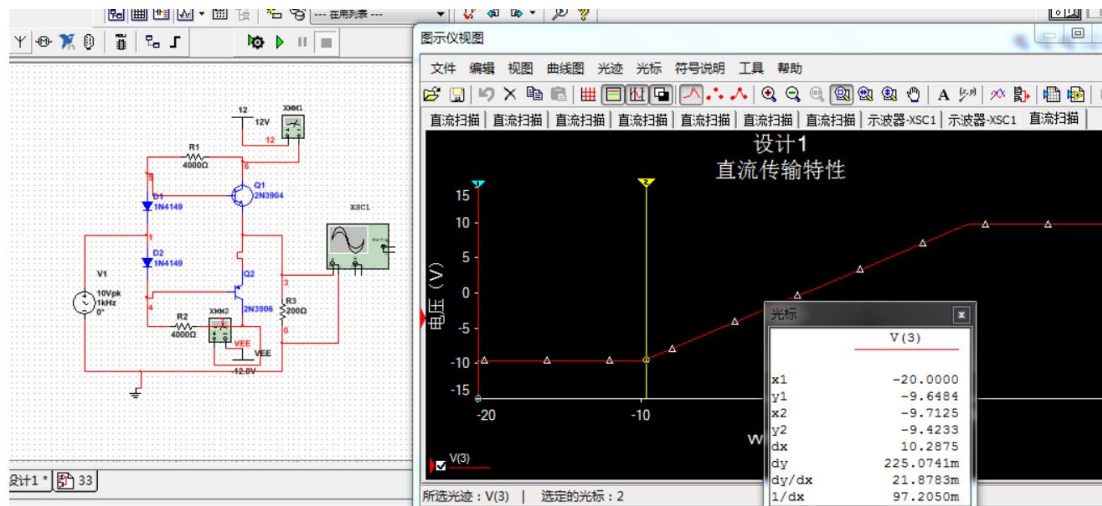 --- 在用列表 ---
12
12V
XMM1
12
R1
4000Ω
6
5
Q1
2N3904
D1
1N4149
XSC1
1
D2
1N4149
V1
10Vpk
1kHz
0°
Q2
2N3906
3
4
R3
200Ω
R2
4000Ω
XMM2
VEE
VEE
-12.0V
0
设计1 *
33
图示仪视图
文件 编辑 视图 曲线图 光迹 光标 符号说明 工具 帮助
直流扫描 直流扫描 直流扫描 直流扫描 直流扫描 直流扫描 直流扫描 示波器-XSC1 示波器-XSC1 直流扫描
设计1
直流传输特性
电压 (V)
15
10
5
0
-5
-10
-15
-20
-10
1
2
V(3)
光标
V(3)
x1 -20.0000
y1 -9.6484
x2 -9.7125
y2 -9.4233
dx 10.2875
dy 225.0741m
dy/dx 21.8783m
1/dx 97.2050m
所选光迹：V(3) | 选定的光标：2